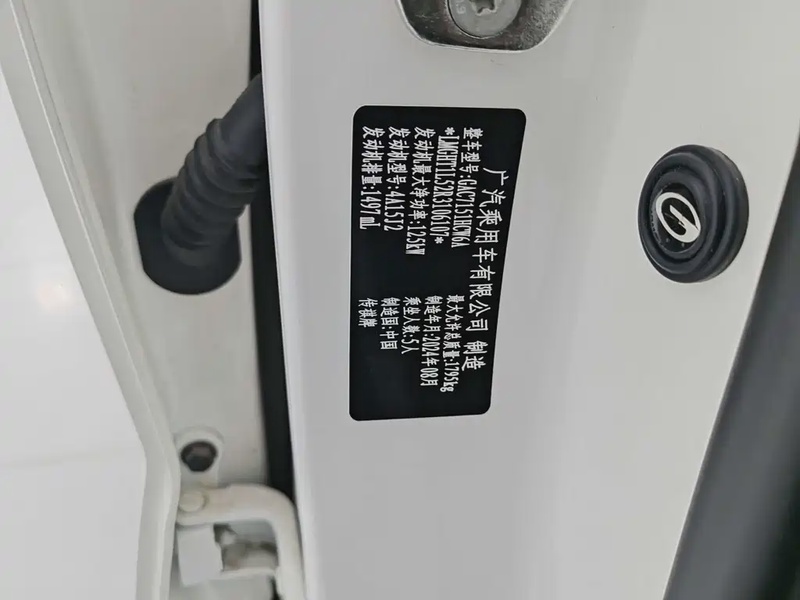 广汽乘用车有限公司 制造
整车型号:GAC7151HCW6A 最大允许总质量:1795kg
*LMGHT1L52R3106107* 制造年月:2024年08月
发动机最大净功率:125kW 乘坐人数:5人
发动机型号:4A15J2 制造国:中国
发动机排量:1497mL 传祺牌